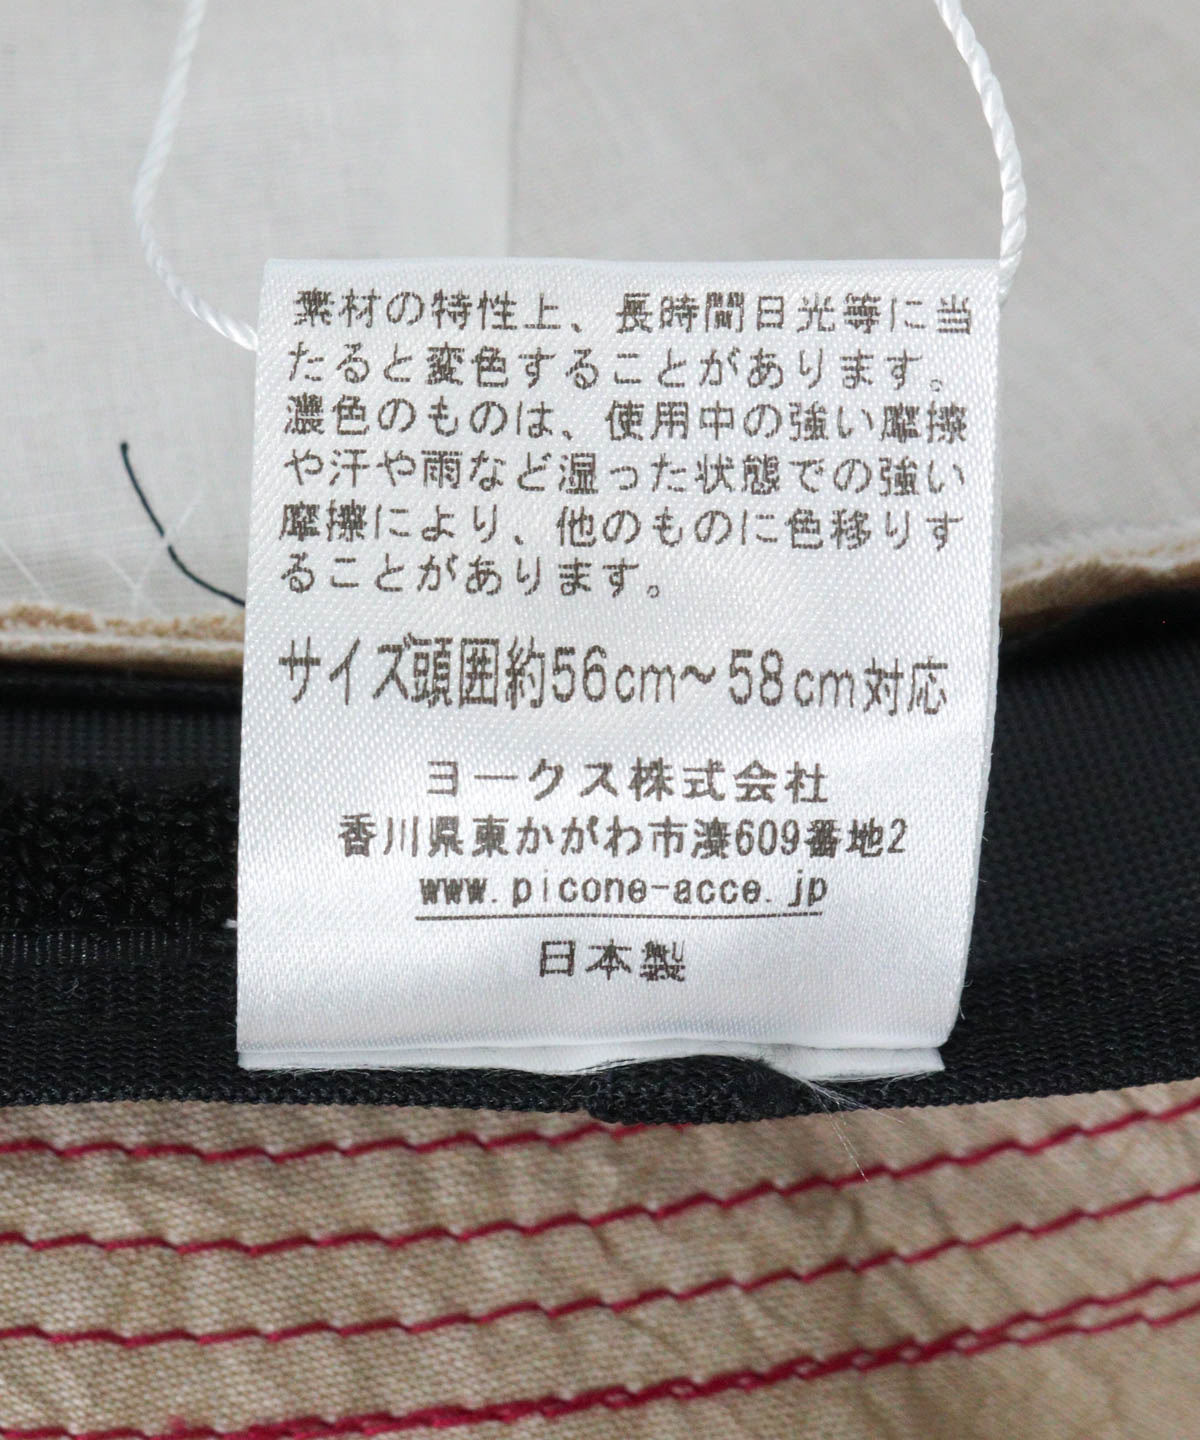 素材の特性上、長時間日光等に当
たると変色することがあります。
濃色のものは、使用中の強い摩擦
や汗や雨など湿った状態での強い
摩擦により、他のものに色移りす
ることがあります。
サイズ頭囲約56cm～58cm対応
ヨークス株式会社
香川県東かがわ市湊609番地2
www.picone-acce.jp
日本製